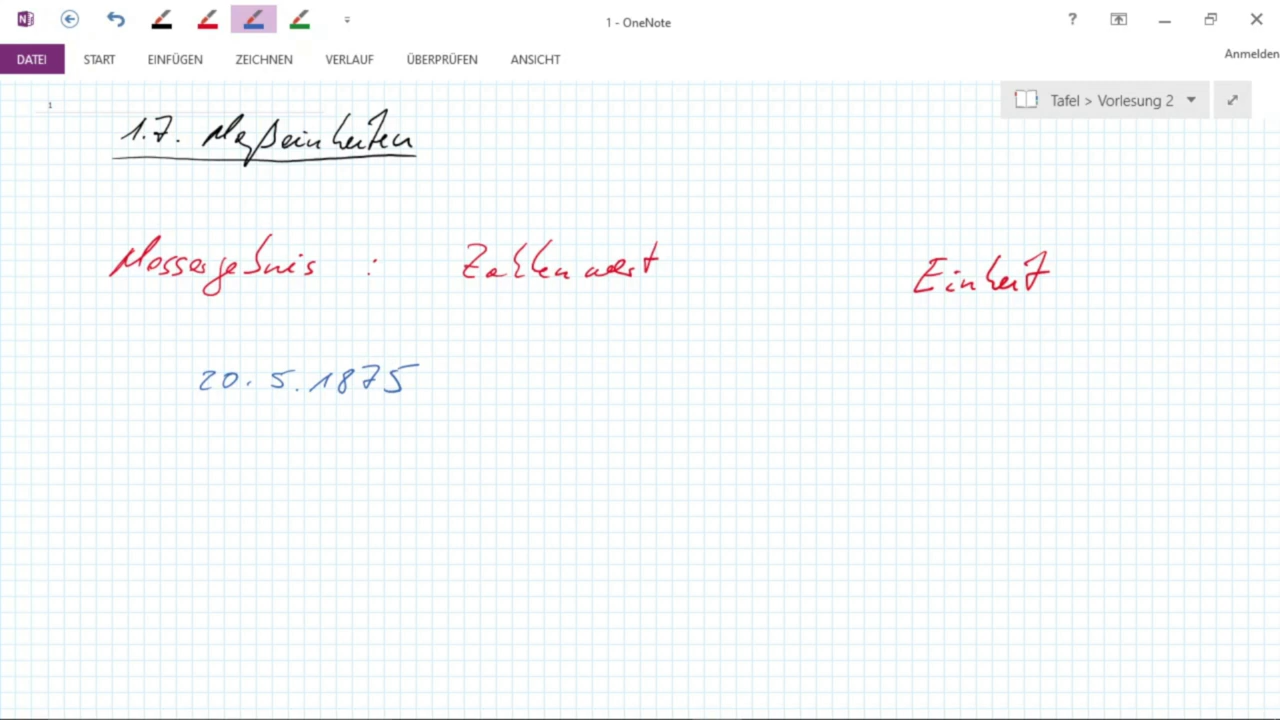 1 - OneNote
?
DATEI START EINFÜGEN ZEICHNEN VERLAUF ÜBERPRÜFEN ANSICHT
Anmelden
Tafel > Vorlesung 2
1
1.7. Meßeinheiten
Messergebnis : Zahlenwert Einheit
20.5.1875